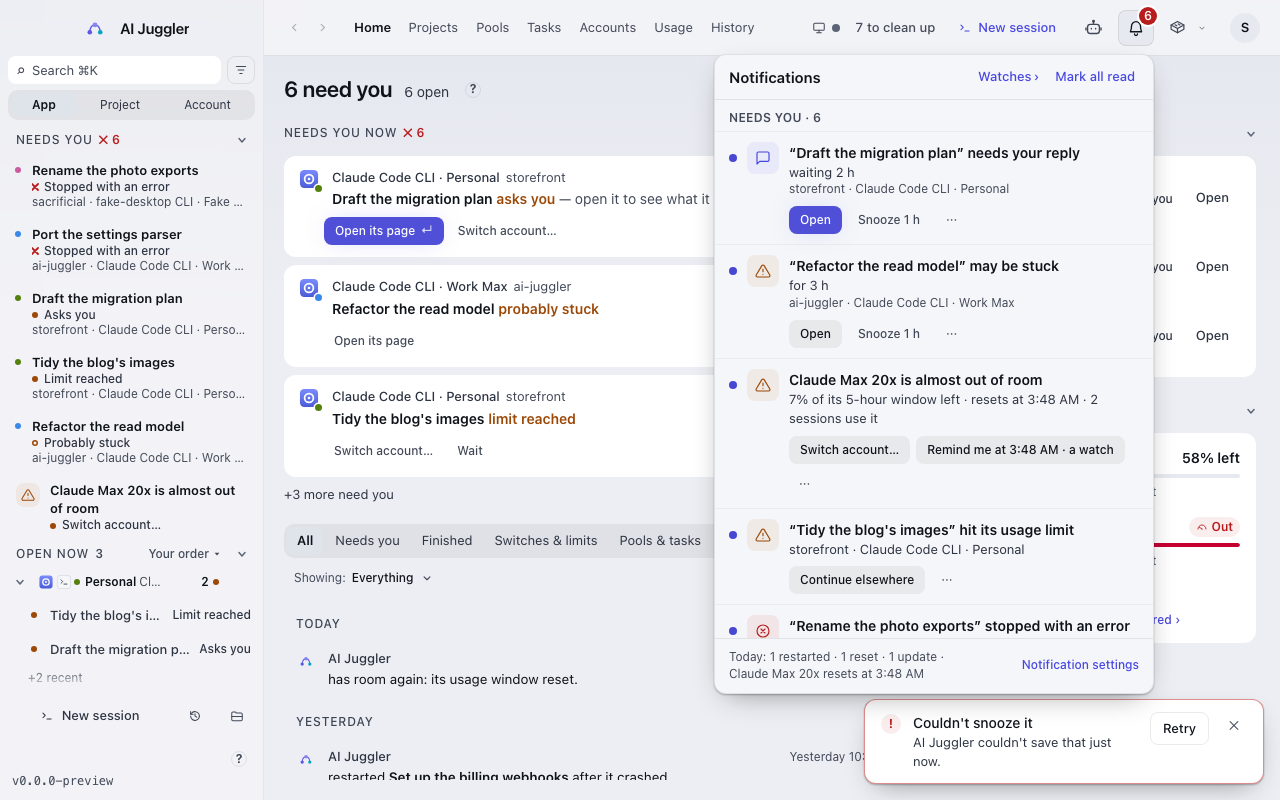 AI Juggler
Search ⌘K
App Project Account
NEEDS YOU 6
Rename the photo exports
Stopped with an error
sacrificial · fake-desktop CLI · Fake ...
Port the settings parser
Stopped with an error
ai-juggler · Claude Code CLI · Work ...
Draft the migration plan
Asks you
storefront · Claude Code CLI · Perso...
Tidy the blog's images
Limit reached
storefront · Claude Code CLI · Perso...
Refactor the read model
Probably stuck
ai-juggler · Claude Code CLI · Work ...
Claude Max 20x is almost out
of room
Switch account...
OPEN NOW 3 Your order
Personal Cl... 2
Tidy the blog's i... Limit reached
Draft the migration p... Asks you
+2 recent
New session
?
v0.0.0-preview
Home Projects Pools Tasks Accounts Usage History
7 to clean up
New session
6
S
6 need you 6 open ?
NEEDS YOU NOW 6
Claude Code CLI · Personal storefront
Draft the migration plan asks you — open it to see what it
Open its page ↵ Switch account...
Claude Code CLI · Work Max ai-juggler
Refactor the read model probably stuck
Open its page
Claude Code CLI · Personal storefront
Tidy the blog's images limit reached
Switch account... Wait
+3 more need you
All Needs you Finished Switches & limits Pools & tasks
Showing: Everything
TODAY
AI Juggler
has room again: its usage window reset.
YESTERDAY
AI Juggler Yesterday 10:
restarted Set up the billing webhooks after it crashed
you Open
you Open
you Open
58% left
t
Out
t
red ›
Notifications Watches › Mark all read
NEEDS YOU · 6
“Draft the migration plan” needs your reply
waiting 2 h
storefront · Claude Code CLI · Personal
Open Snooze 1 h ...
“Refactor the read model” may be stuck
for 3 h
ai-juggler · Claude Code CLI · Work Max
Open Snooze 1 h ...
Claude Max 20x is almost out of room
7% of its 5-hour window left · resets at 3:48 AM · 2
sessions use it
Switch account... Remind me at 3:48 AM · a watch
...
“Tidy the blog's images” hit its usage limit
storefront · Claude Code CLI · Personal
Continue elsewhere ...
“Rename the photo exports” stopped with an error
Today: 1 restarted · 1 reset · 1 update ·
Claude Max 20x resets at 3:48 AM
Notification settings
! Couldn't snooze it
AI Juggler couldn't save that just
now.
Retry